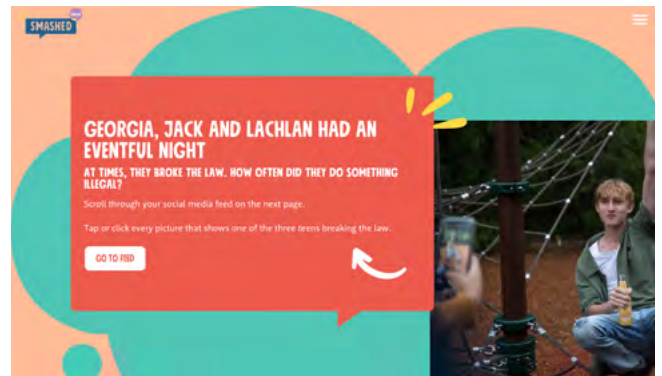 SMASHED
GEORGIA, JACK AND LACHLAN HAD AN
EVENTFUL NIGHT
AT TIMES, THEY BROKE THE LAW. HOW OFTEN DID THEY DO SOMETHING
ILLEGAL?
Scroll through your social media feed on the next page.
Tap or click every picture that shows one of the three teens breaking the law.
GO TO FEED